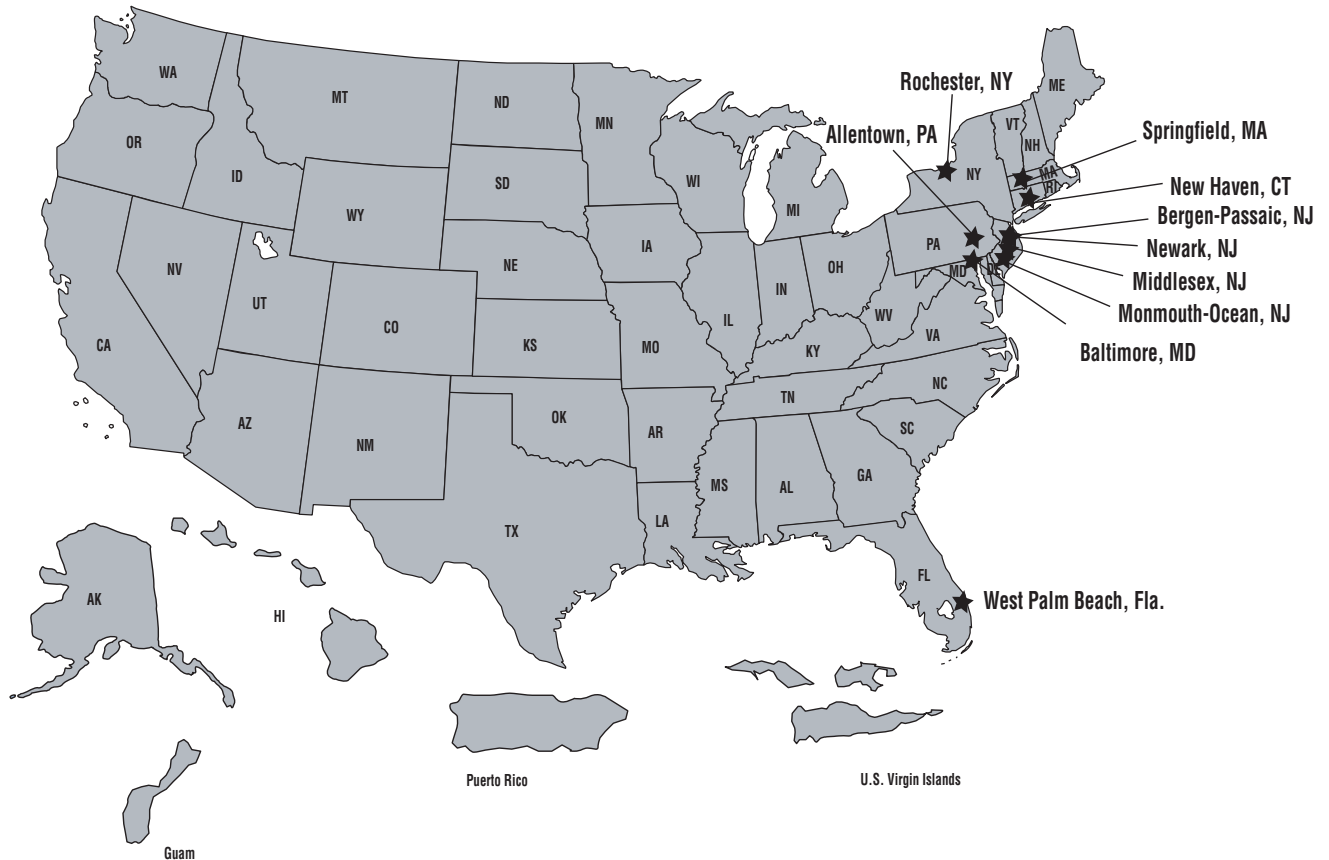 WA
MT
ND
MN
ME
Rochester, NY
VT
Allentown, PA
Springfield, MA
OR
NH
ID
SD
WI
NY
MA
RI
New Haven, CT
WY
MI
Bergen-Passaic, NJ
IA
PA
Newark, NJ
NV
NE
OH
MD
DE
Middlesex, NJ
UT
IN
Monmouth-Ocean, NJ
CO
IL
WV
CA
KS
MO
KY
VA
Baltimore, MD
TN
NC
AZ
OK
NM
AR
SC
MS
AL
GA
TX
LA
FL
AK
HI
West Palm Beach, Fla.
Puerto Rico
U.S. Virgin Islands
Guam